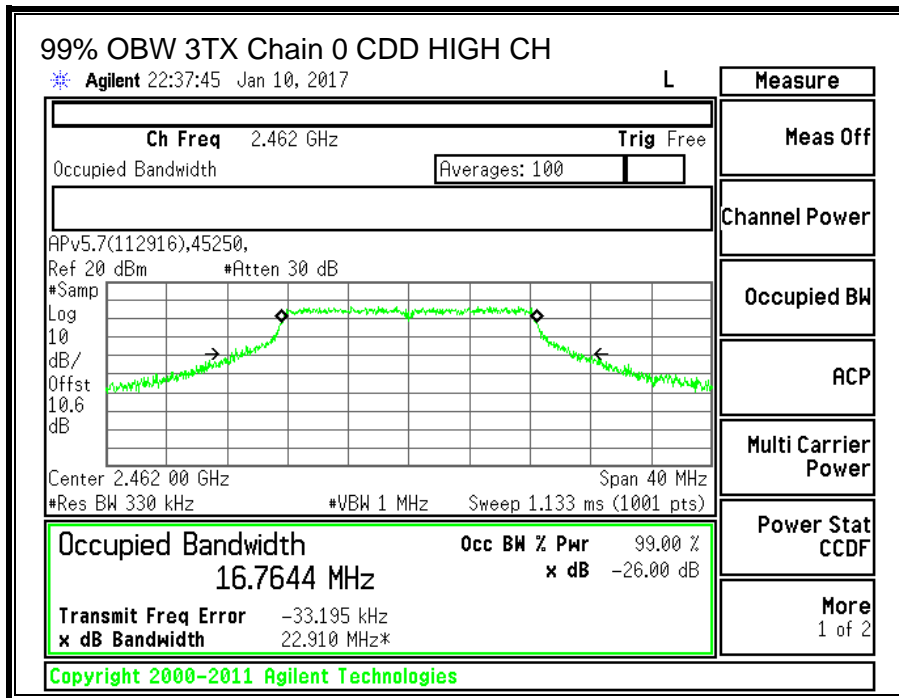 99% OBW 3TX Chain 0 CDD HIGH CH
Agilent 22:37:45 Jan 10, 2017 L
Ch Freq 2.462 GHz Trig Free
Occupied Bandwidth Averages: 100
APv5.7(112916),45250,
Ref 20 dBm #Atten 30 dB
#Samp
Log
10
dB/
Offst
10.6
dB
Center 2.462 00 GHz Span 40 MHz
#Res BW 330 kHz #VBW 1 MHz Sweep 1.133 ms (1001 pts)
Occupied Bandwidth Occ BW % Pwr 99.00 %
16.7644 MHz x dB -26.00 dB
Transmit Freq Error -33.195 kHz
x dB Bandwidth 22.910 MHz*
Copyright 2000-2011 Agilent Technologies
Measure
Meas Off
Channel Power
Occupied BW
ACP
Multi Carrier
Power
Power Stat
CCDF
More
1 of 2